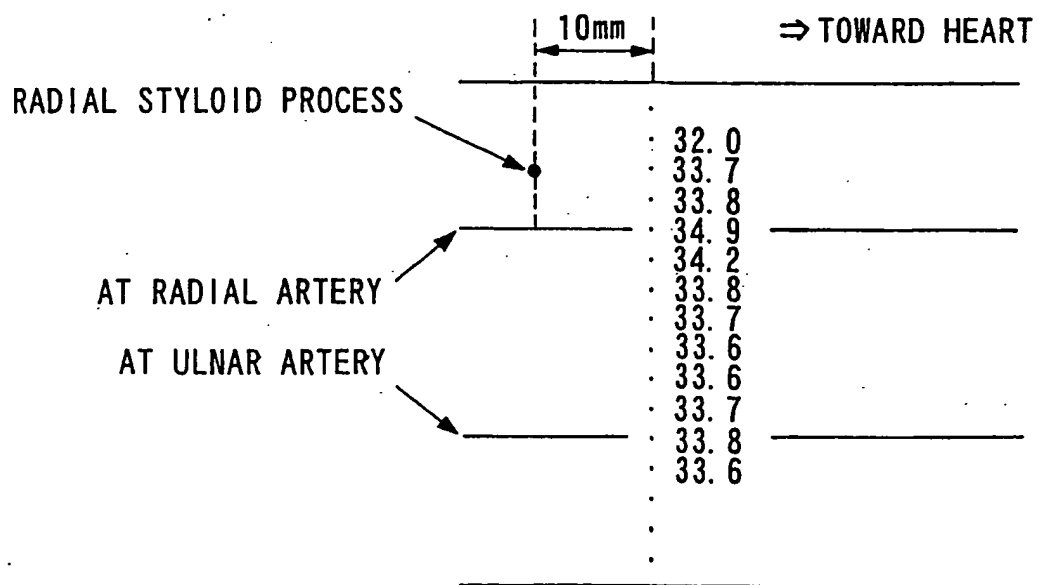 10mm
⇒ TOWARD HEART
RADIAL STYLOID PROCESS
32.0
33.7
33.8
34.9
34.2
AT RADIAL ARTERY
33.8
33.7
33.6
AT ULNAR ARTERY
33.6
33.7
33.8
33.6